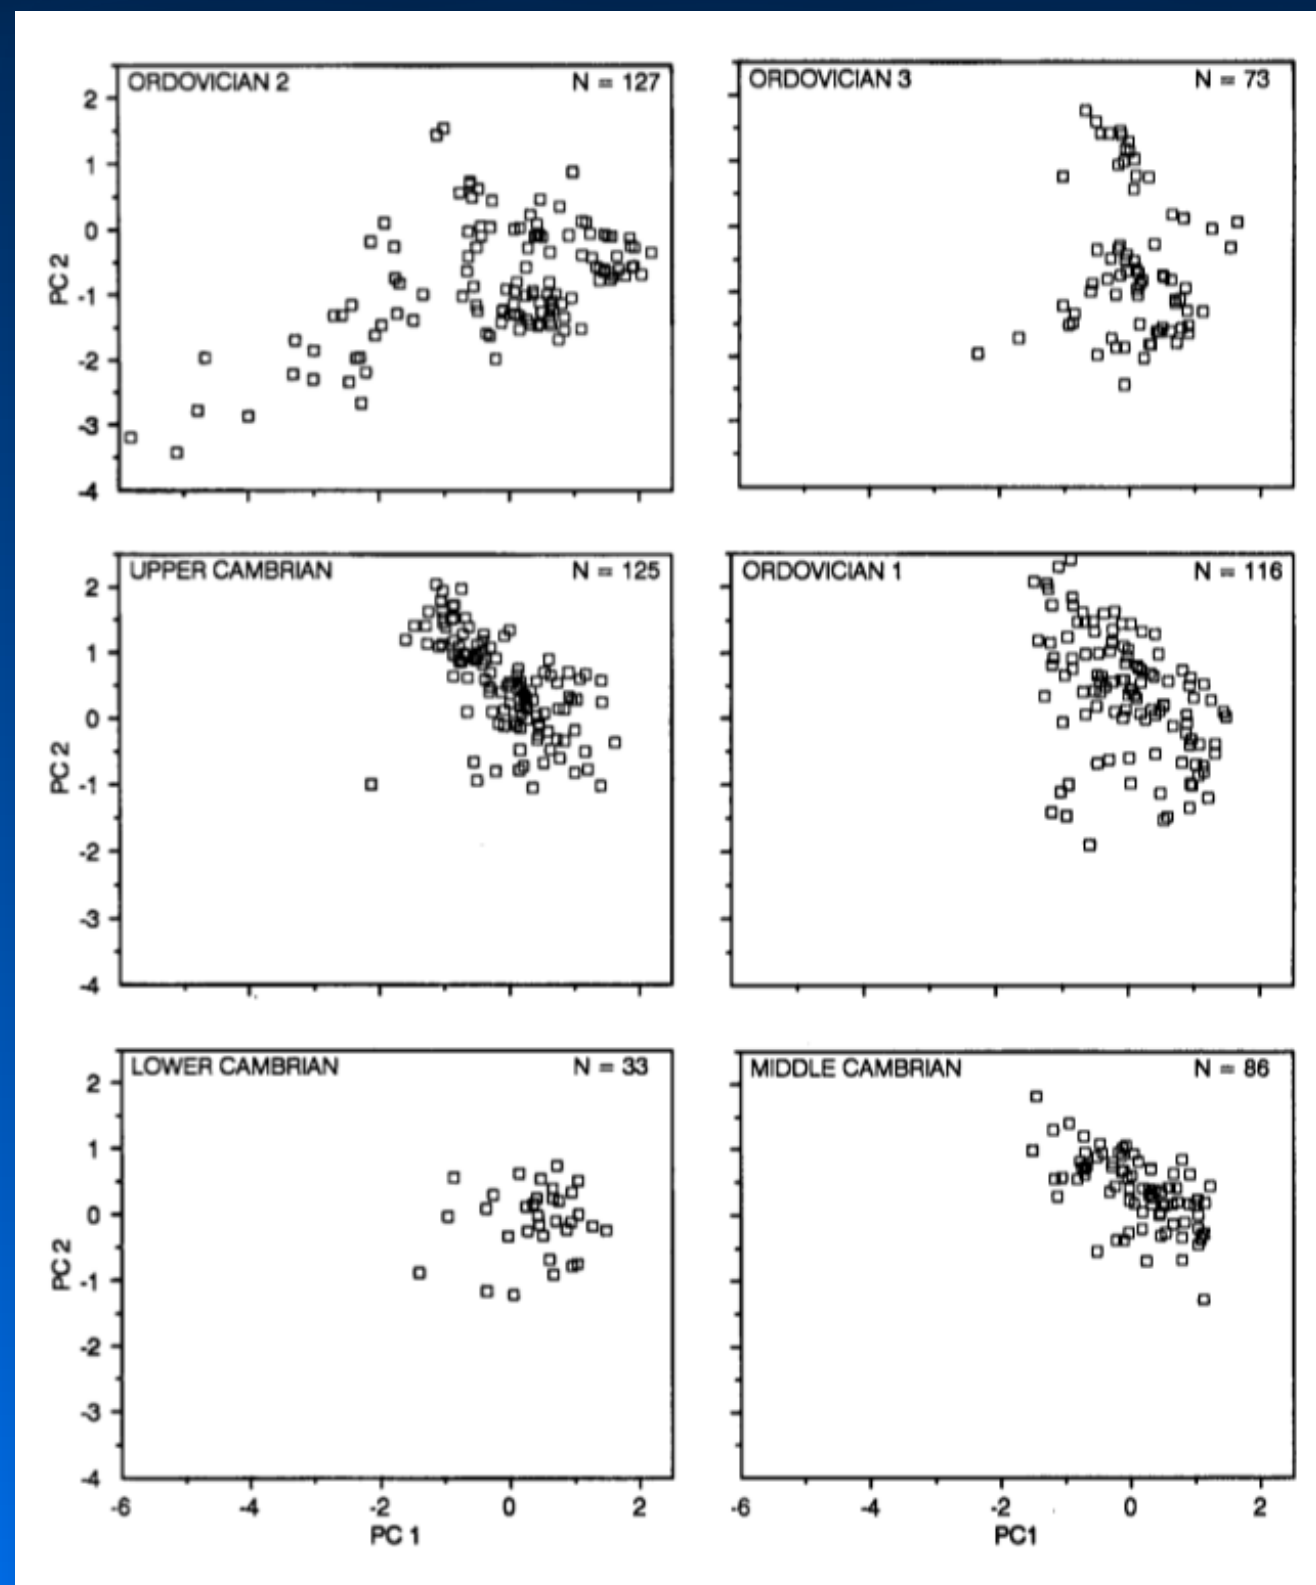 ORDOVICIAN 2 N = 127
2
1
0
-1
-2
-3
-4
PC 2
ORDOVICIAN 3 N = 73
UPPER CAMBRIAN N = 125
2
1
0
-1
-2
-3
-4
PC 2
ORDOVICIAN 1 N = 116
LOWER CAMBRIAN N = 33
2
1
0
-1
-2
-3
-4
PC 2
-6 -4 -2 0 2
PC 1
MIDDLE CAMBRIAN N = 86
-6 -4 -2 0 2
PC1